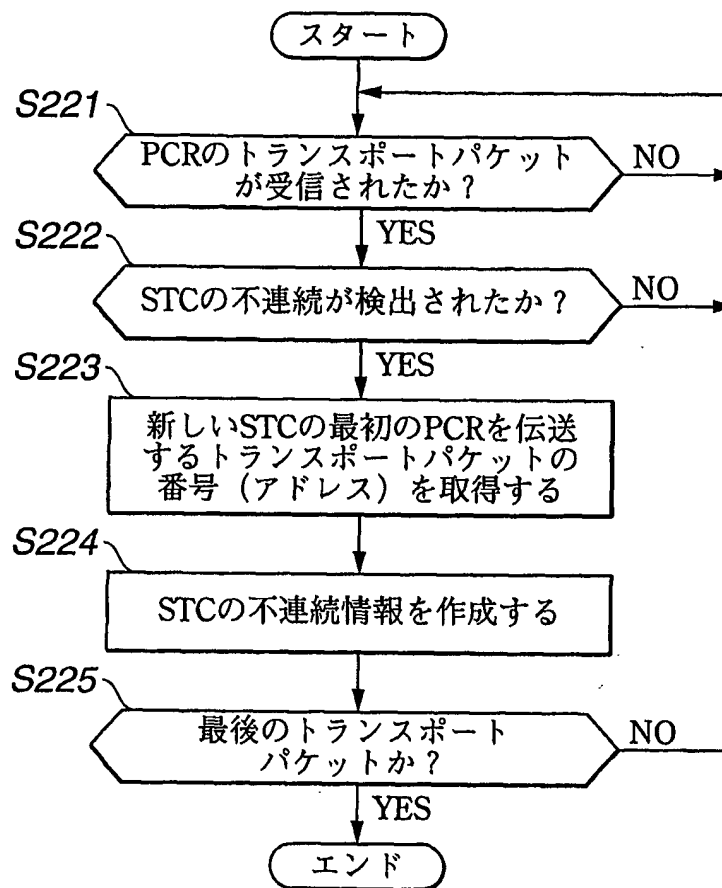 スタート
S221
PCRのトランスポートパケット
が受信されたか？
NO
YES
S222
STCの不連続が検出されたか？
NO
YES
S223
新しいSTCの最初のPCRを伝送
するトランスポートパケットの
番号（アドレス）を取得する
S224
STCの不連続情報を作成する
S225
最後のトランスポート
パケットか？
NO
YES
エンド